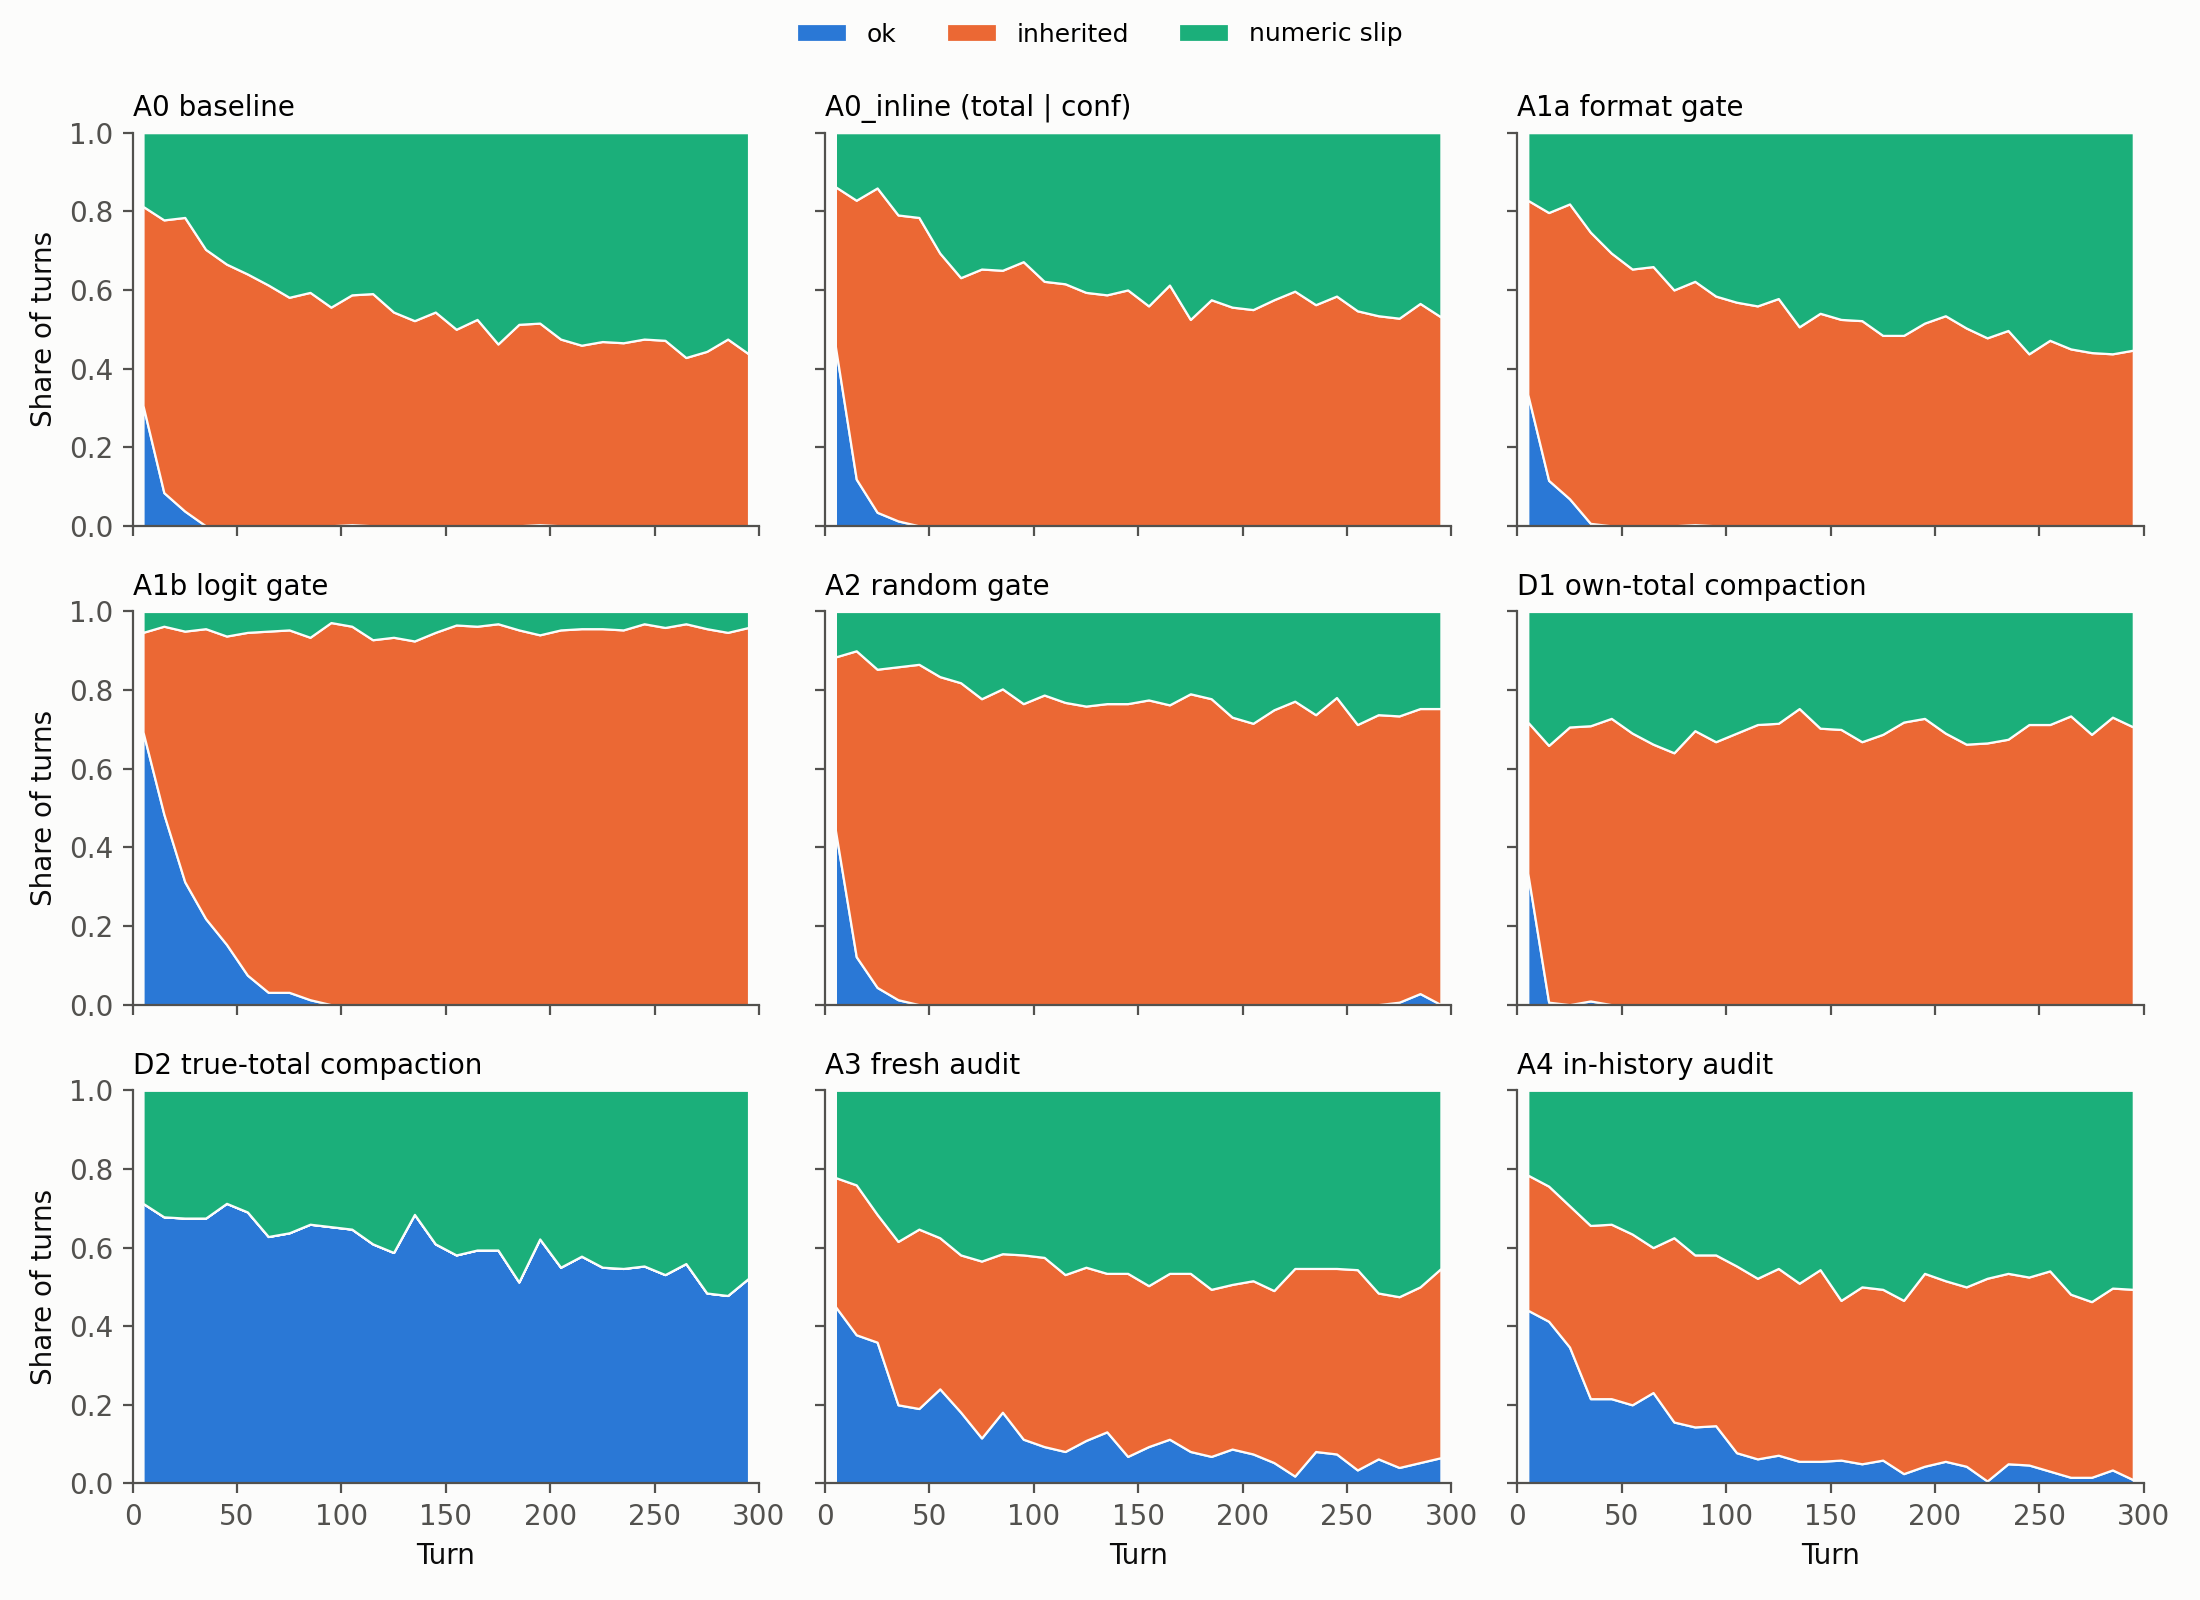 ok inherited numeric slip
A0 baseline A0_inline (total | conf) A1a format gate
1.0
0.8
0.6
0.4
0.2
0.0
Share of turns
A1b logit gate A2 random gate D1 own-total compaction
1.0
0.8
0.6
0.4
0.2
0.0
Share of turns
D2 true-total compaction A3 fresh audit A4 in-history audit
1.0
0.8
0.6
0.4
0.2
0.0
Share of turns
0 50 100 150 200 250 300 0 50 100 150 200 250 300 0 50 100 150 200 250 300
Turn Turn Turn